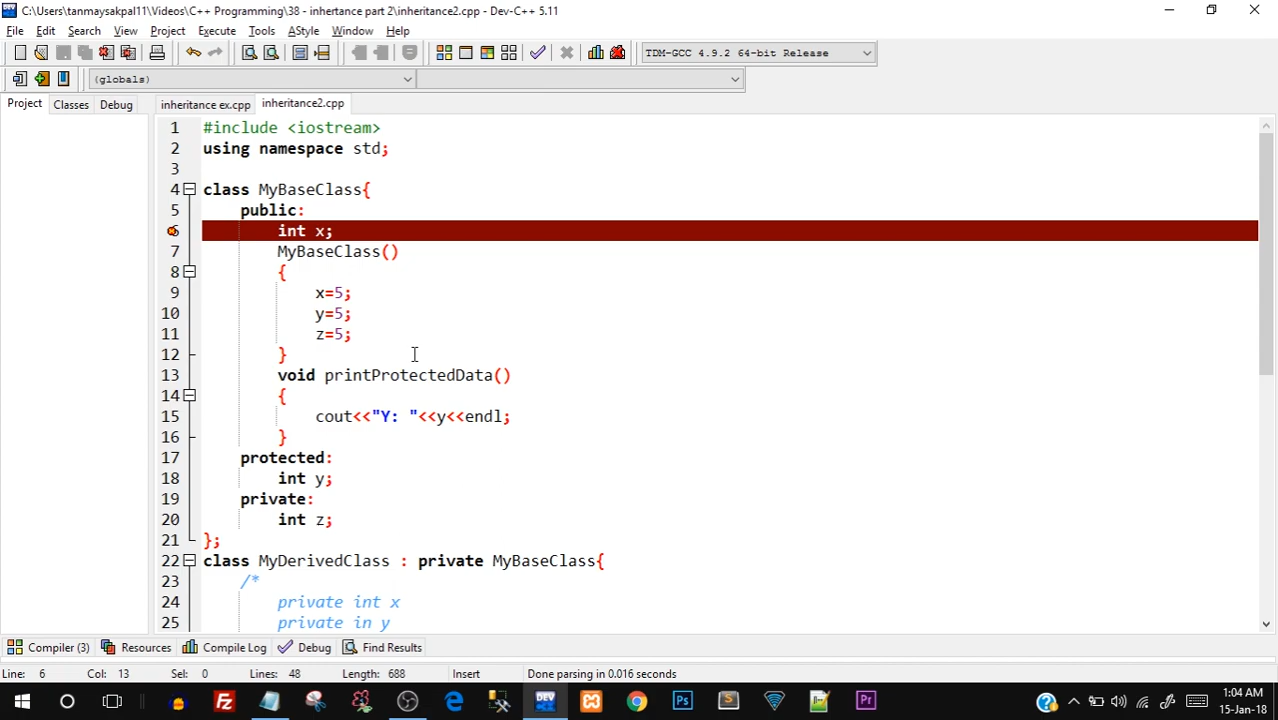 C:\Users\tanmaysakpal11\Videos\C++ Programming\38 - inhertance part 2\inheritance2.cpp - Dev-C++ 5.11
File Edit Search View Project Execute Tools AStyle Window Help
TDM-GCC 4.9.2 64-bit Release
(globals)
Project Classes Debug inheritance ex.cpp inheritance2.cpp
1 #include <iostream>
2 using namespace std;
3
4 class MyBaseClass{
5 public:
6 int x;
7 MyBaseClass()
8 {
9 x=5;
10 y=5;
11 z=5;
12 }
13 void printProtectedData()
14 {
15 cout<<"Y: "<<y<<endl;
16 }
17 protected:
18 int y;
19 private:
20 int z;
21 };
22 class MyDerivedClass : private MyBaseClass{
23 /*
24 private int x
25 private in y
Compiler (3) Resources Compile Log Debug Find Results
Line: 6 Col: 13 Sel: 0 Lines: 48 Length: 688 Insert Done parsing in 0.016 seconds
1:04 AM
15-Jan-18